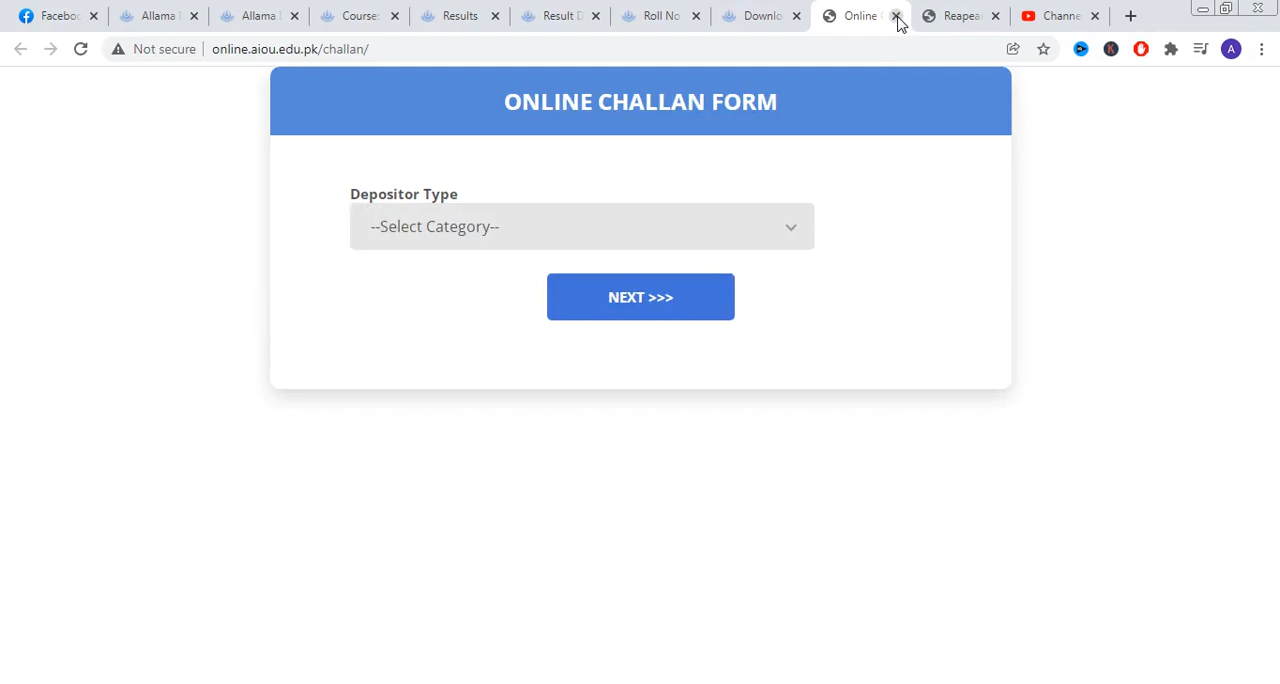 Facebo
Allama
Allama
Course
Results
Result D
Roll No
Downlo
Online
Reapea
Channe
Not secure
online.aiou.edu.pk/challan/
K
A
ONLINE CHALLAN FORM
Depositor Type
--Select Category--
NEXT >>>